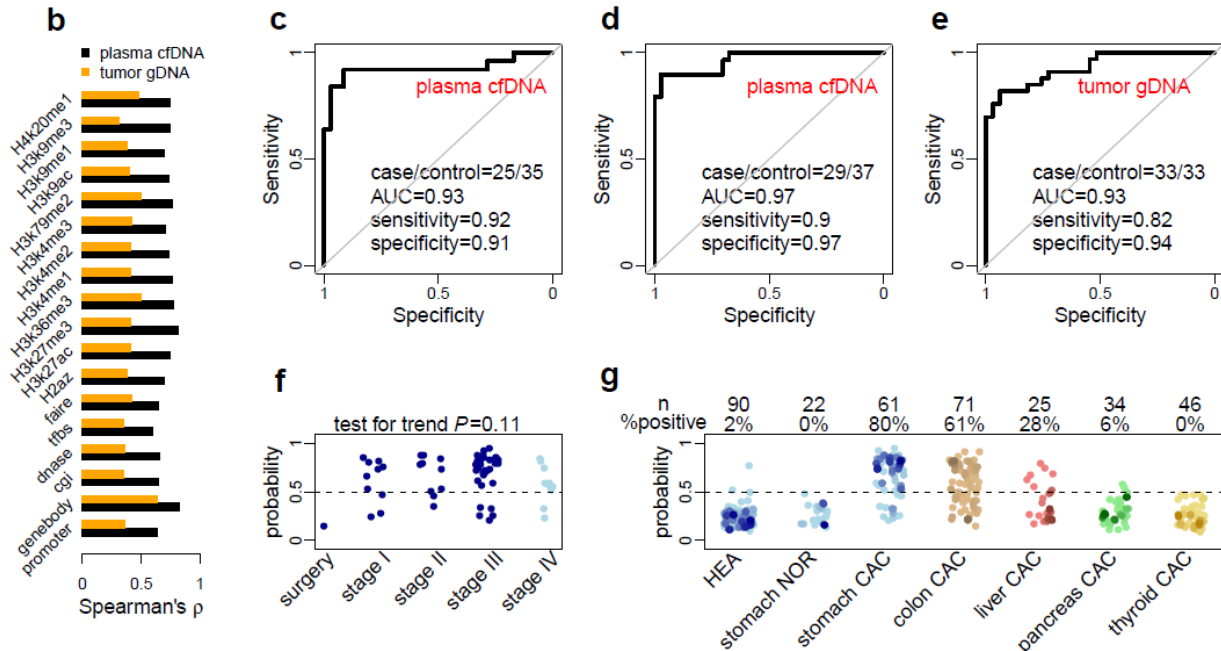 b
plasma cfDNA
tumor gDNA
H4k20me1
H3k9me3
H3k9me1
H3k9ac
H3k79me2
H3k4me3
H3k4me2
H3k4me1
H3k36me3
H3k27me3
H3k27ac
H2az
faire
tfbs
dnase
cgi
genebody
promoter
0 0.5 1
Spearman's ρ
c
Sensitivity
0 0.5 1
plasma cfDNA
case/control=25/35
AUC=0.93
sensitivity=0.92
specificity=0.91
1 0.5 0
Specificity
d
Sensitivity
0 0.5 1
plasma cfDNA
case/control=29/37
AUC=0.97
sensitivity=0.9
specificity=0.97
1 0.5 0
Specificity
e
Sensitivity
0 0.5 1
tumor gDNA
case/control=33/33
AUC=0.93
sensitivity=0.82
specificity=0.94
1 0.5 0
Specificity
f
test for trend P=0.11
probability
0 0.5 1
surgery
stage I
stage II
stage III
stage IV
g
n 90 22 61 71 25 34 46
%positive 2% 0% 80% 61% 28% 6% 0%
probability
0 0.5 1
HEA
stomach NOR
stomach CAC
colon CAC
liver CAC
pancreas CAC
thyroid CAC